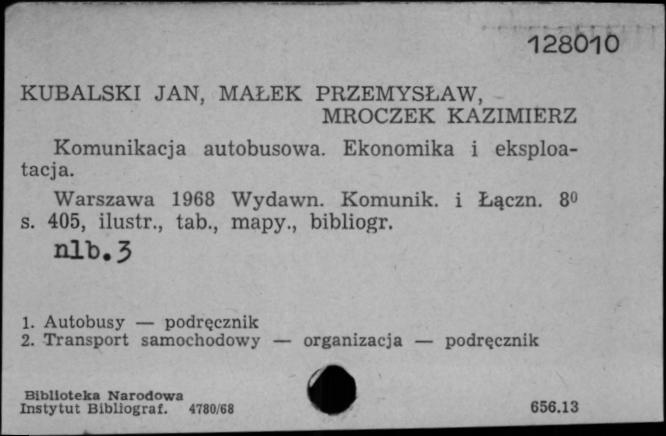 128010
KUBALSKI JAN, MAŁEK PRZEMYSŁAW,
MROCZEK KAZIMIERZ
Komunikacja autobusowa. Ekonomika i eksploa-
tacja.
Warszawa 1968 Wydawn. Komunik. i Łączn. 8⁰
s. 405, ilustr., tab., mapy., bibliogr.
nlb. 3
1. Autobusy — podręcznik
2. Transport samochodowy — organizacja — podręcznik
Biblioteka Narodowa
Instytut Bibliograf. 4780/68
656.13